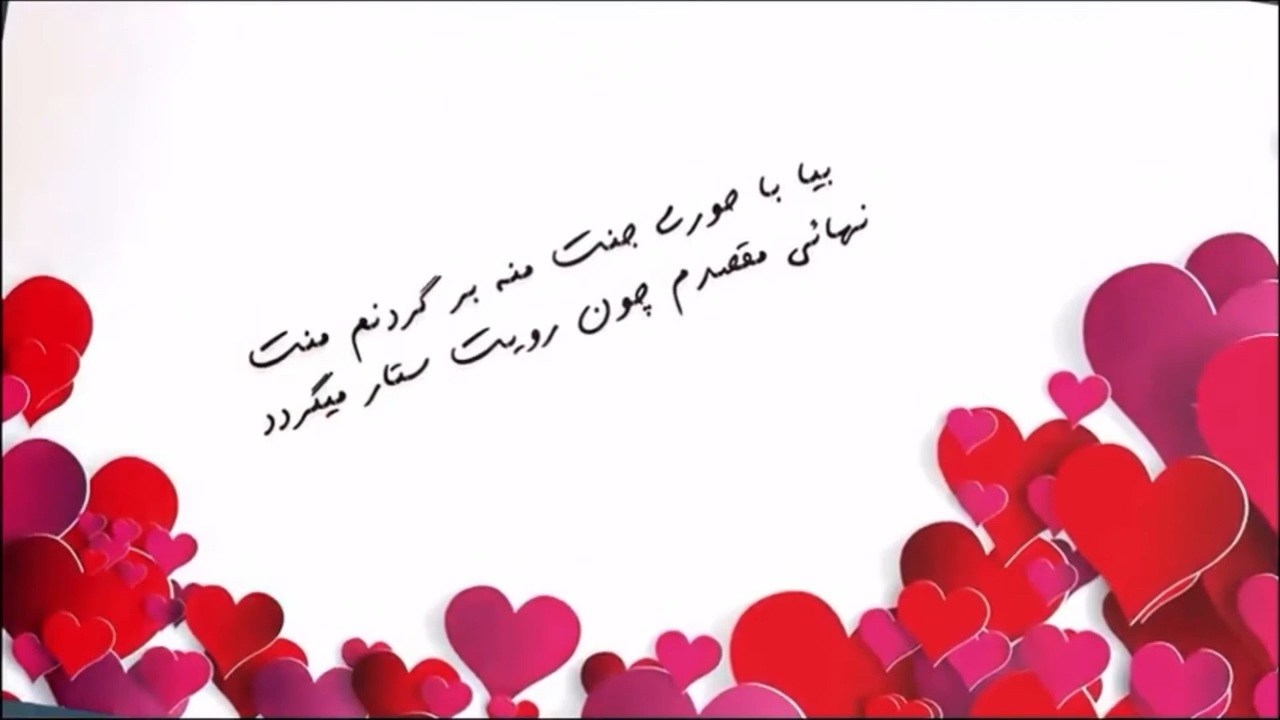 بیا با حوری جنت منه بر گردنم منت
نهائی مقصدم چون رویت ستار میگردد